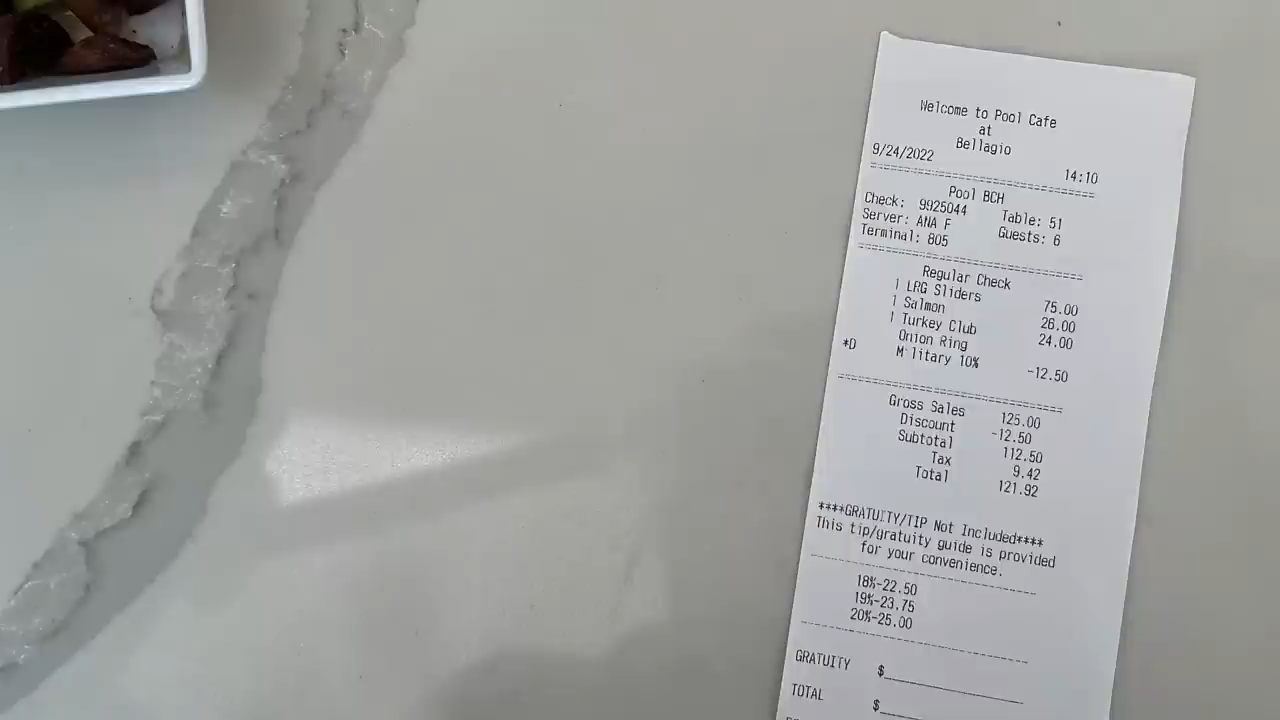 Welcome to Pool Cafe
at
Bellagio
9/24/2022 14:10
Pool BCH
Check: 9925044 Table: 51
Server: ANA F Guests: 6
Terminal: 805
Regular Check
1 LRG Sliders 75.00
1 Salmon 26.00
1 Turkey Club 24.00
Onion Ring
*D Military 10% -12.50
Gross Sales 125.00
Discount -12.50
Subtotal 112.50
Tax 9.42
Total 121.92
****GRATUITY/TIP Not Included****
This tip/gratuity guide is provided
for your convenience.
18%-22.50
19%-23.75
20%-25.00
GRATUITY $
TOTAL $